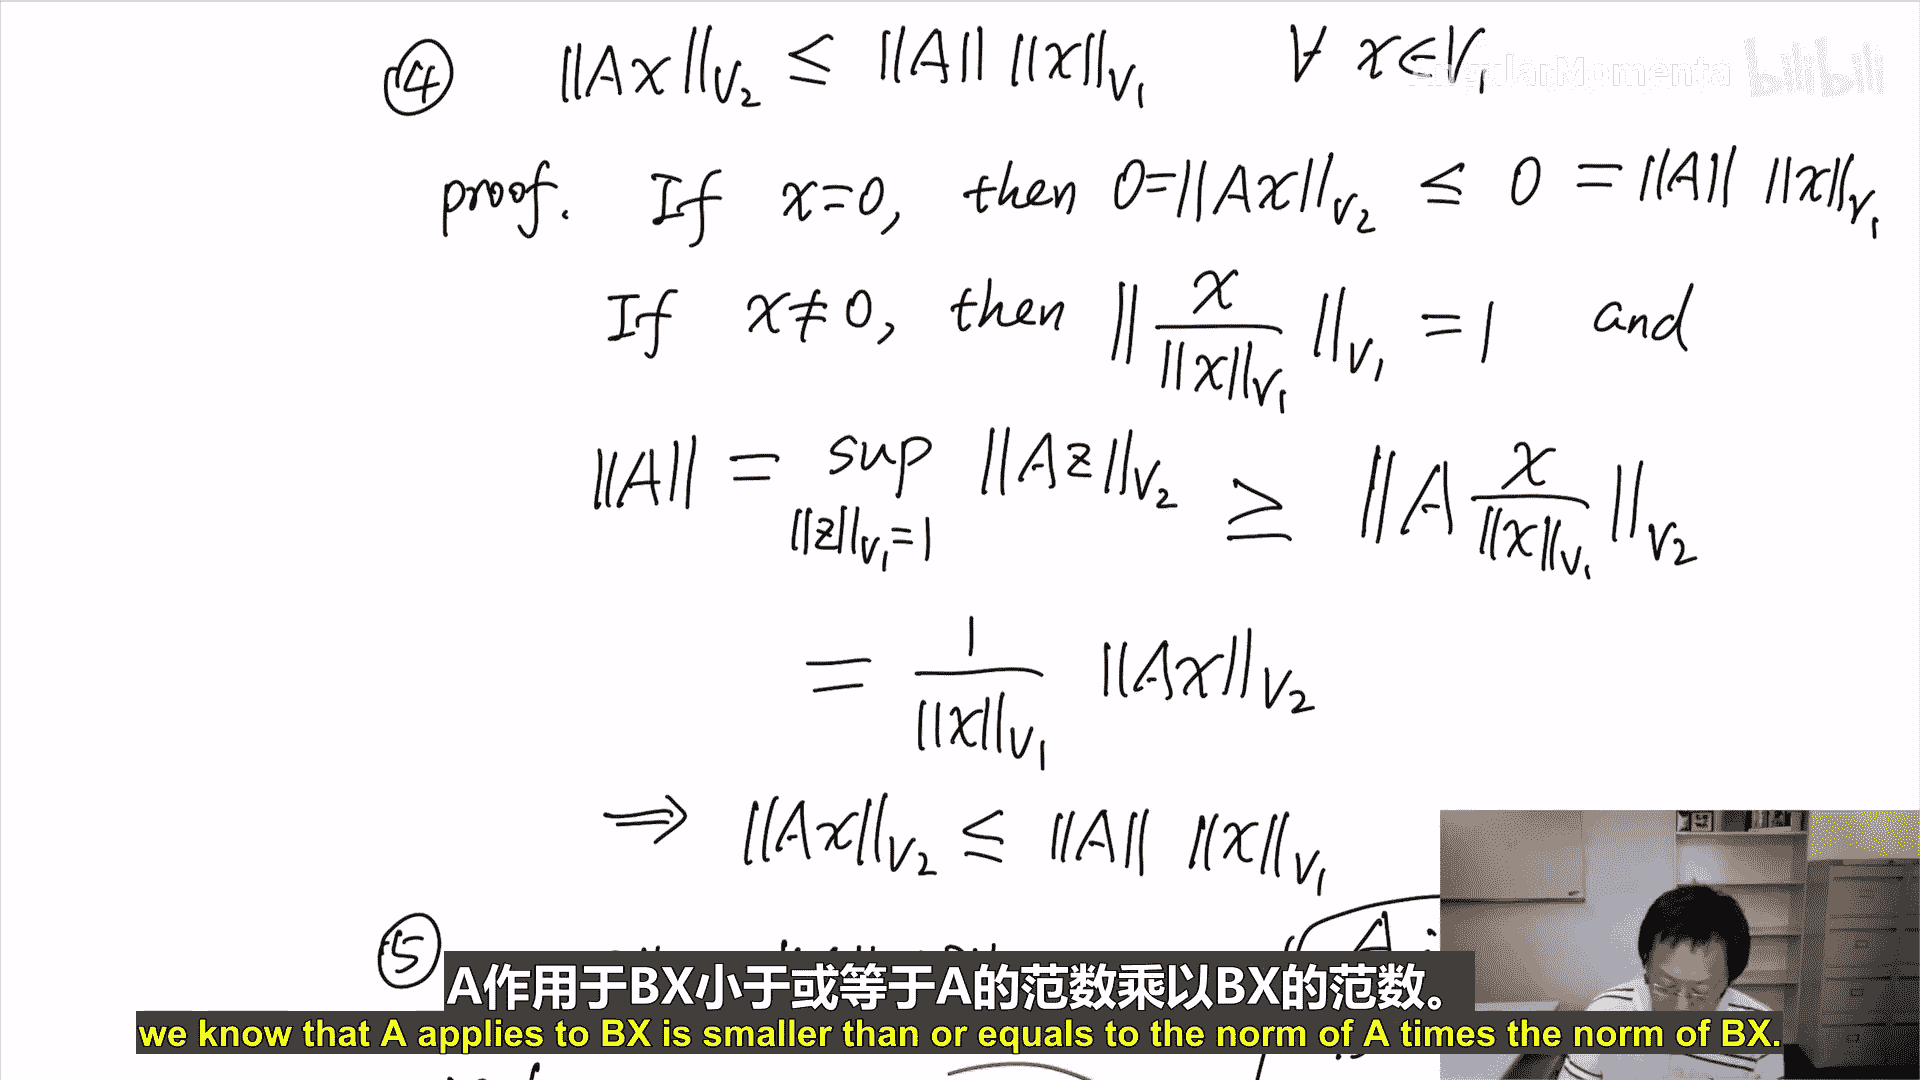 ④ ||Ax||_{V_2} ≤ ||A|| ||x||_{V_1} ∀ x∈V_1
AngularMomenta bilibili
proof. If x=0, then 0=||Ax||_{V_2} ≤ 0 = ||A|| ||x||_{V_1}
If x≠0, then ||x/||x||_{V_1}||_{V_1} = 1 and
||A|| = sup_{||z||_{V_1}=1} ||Az||_{V_2} ≥ ||A x/||x||_{V_1}||_{V_2}
= 1/||x||_{V_1} ||Ax||_{V_2}
⇒ ||Ax||_{V_2} ≤ ||A|| ||x||_{V_1}
⑤
A作用于BX小于或等于A的范数乘以BX的范数。
we know that A applies to BX is smaller than or equals to the norm of A times the norm of BX.